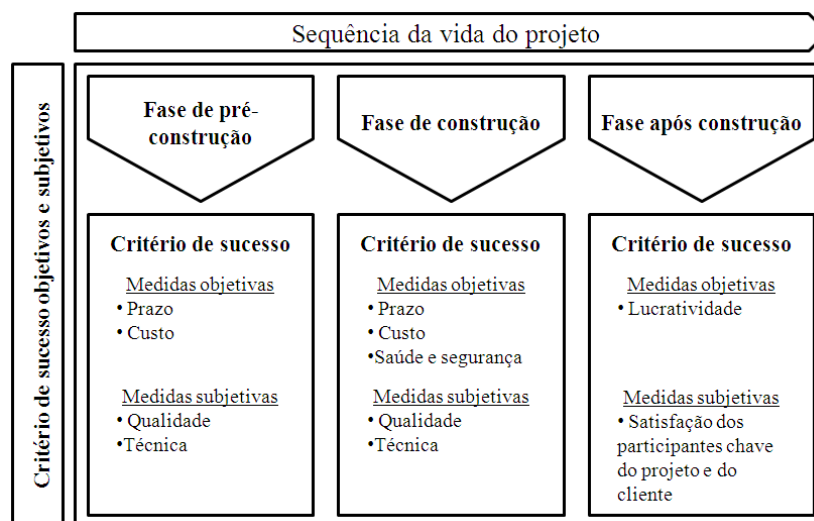 Sequência da vida do projeto
Critério de sucesso objetivos e subjetivos
Fase de pré-
construção
Critério de sucesso
Medidas objetivas
• Prazo
• Custo
Medidas subjetivas
• Qualidade
•Técnica
Fase de construção
Critério de sucesso
Medidas objetivas
• Prazo
• Custo
•Saúde e segurança
Medidas subjetivas
• Qualidade
•Técnica
Fase após construção
Critério de sucesso
Medidas objetivas
• Lucratividade
Medidas subjetivas
• Satisfação dos
participantes chave
do projeto e do
cliente